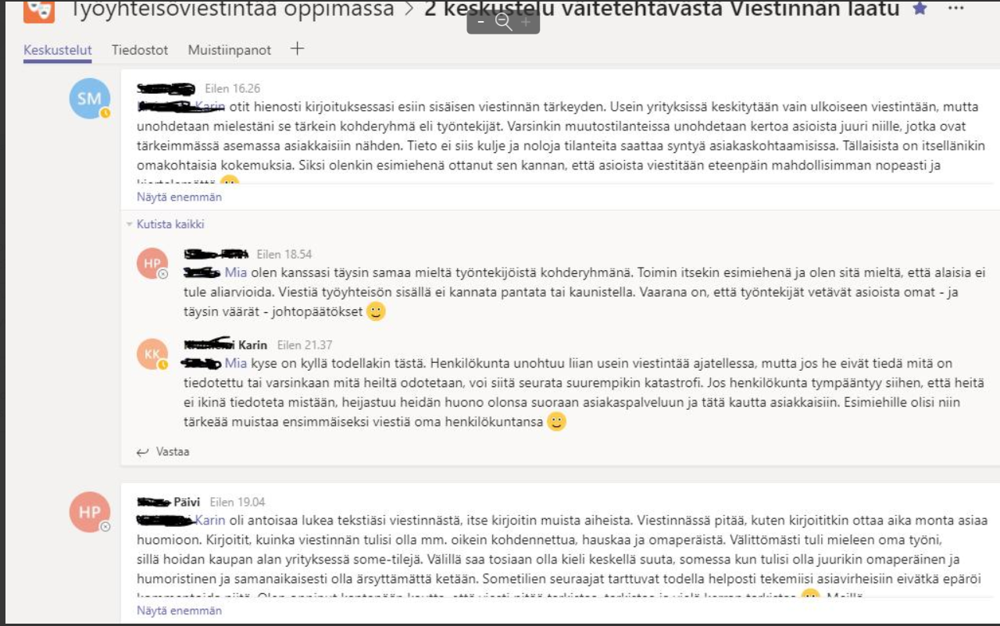 Työyhteisöviestintää oppimassa > 2 keskustelu väitetehtävästä Viestinnän laatu ...
Keskustelut Tiedostot Muistiinpanot +
SM
Eilen 16.26
Karin otit hienosti kirjoituksessasi esiin sisäisen viestinnän tärkeyden. Usein yrityksissä keskitytään vain ulkoiseen viestintään, mutta
unohdetaan mielestäni se tärkein kohderyhmä eli työntekijät. Varsinkin muutostilanteissa unohdetaan kertoa asioista juuri niille, jotka ovat
tärkeimmässä asemassa asiakkaisiin nähden. Tieto ei siis kulje ja noloja tilanteita saattaa syntyä asiakaskohtaamisissa. Tällaisista on itsellänikin
omakohtaisia kokemuksia. Siksi olenkin esimiehenä ottanut sen kannan, että asioista viestitään eteenpäin mahdollisimman nopeasti ja
Näytä enemmän
Kutista kaikki
HP
Eilen 18.54
Mia olen kanssasi täysin samaa mieltä työntekijöistä kohderyhmänä. Toimin itsekin esimiehenä ja olen sitä mieltä, että alaisia ei
tule aliarvioida. Viestiä työyhteisön sisällä ei kannata pantata tai kaunistella. Vaarana on, että työntekijät vetävät asioista omat - ja
täysin väärät - johtopäätökset 🙂
KK
Karin Eilen 21.37
Mia kyse on kyllä todellakin tästä. Henkilökunta unohtuu liian usein viestintää ajatellessa, mutta jos he eivät tiedä mitä on
tiedotettu tai varsinkaan mitä heiltä odotetaan, voi siitä seurata suurempikin katastrofi. Jos henkilökunta tympääntyy siihen, että heitä
ei ikinä tiedoteta mistään, heijastuu heidän huono olonsa suoraan asiakaspalveluun ja tätä kautta asiakkaisiin. Esimiehille olisi niin
tärkeää muistaa ensimmäiseksi viestiä oma henkilökuntansa 🙂
Vastaa
HP
Päivi Eilen 19.04
Karin oli antoisaa lukea tekstiäsi viestinnästä, itse kirjoitin muista aiheista. Viestinnässä pitää, kuten kirjoititkin ottaa aika monta asiaa
huomioon. Kirjoitit, kuinka viestinnän tulisi olla mm. oikein kohdennettua, hauskaa ja omaperäistä. Välittömästi tuli mieleen oma työni,
sillä hoidan kaupan alan yrityksessä some-tilejä. Välillä saa tosiaan olla kieli keskellä suuta, somessa kun tulisi olla juurikin omaperäinen ja
humoristinen ja samanaikaisesti olla ärsyttämättä ketään. Sometilien seuraajat tarttuvat todella helposti tekemiisi asiavirheisiin eivätkä epäröi
Näytä enemmän